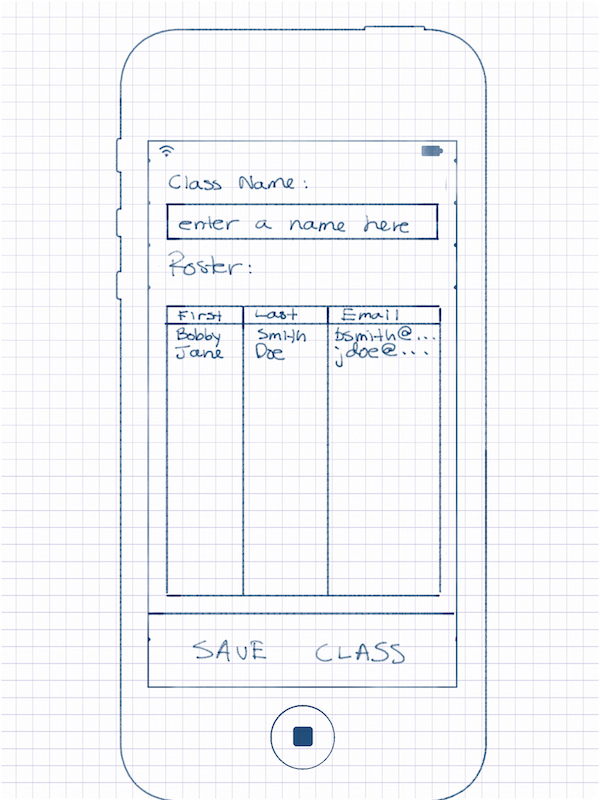 Class Name:
enter a name here
Roster:
First Last Email
Bobby Smith bsmith@...
Jane Doe jdoe@...
SAVE CLASS